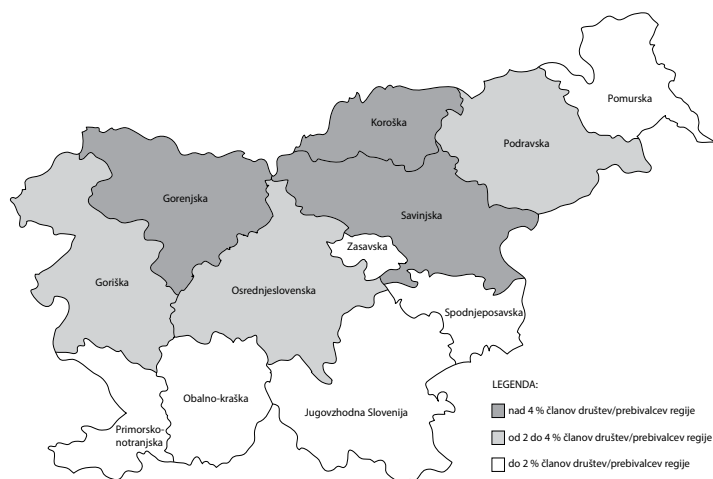 Pomurska
Koroška
Podravska
Gorenjska
Savinjska
Zasavska
Goriška
Osrednjeslovenska
Spodnjeposavska
Obalno-kraška
Jugovzhodna Slovenija
Primorsko-
notranjska
LEGENDA:
nad 4 % članov društev/prebivalcev regije
od 2 do 4 % članov društev/prebivalcev regije
do 2 % članov društev/prebivalcev regije